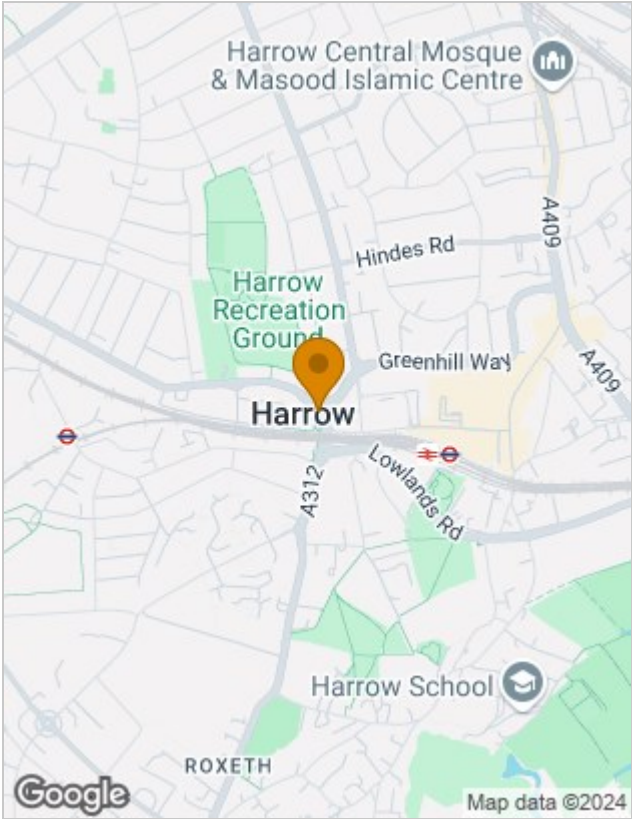 Harrow Central Mosque
& Masood Islamic Centre
A409
Hindes Rd
Harrow
Recreation
Ground
Greenhill Way
A409
Harrow
Lowlands Rd
A312
Harrow School
ROXETH
Google
Map data ©2024